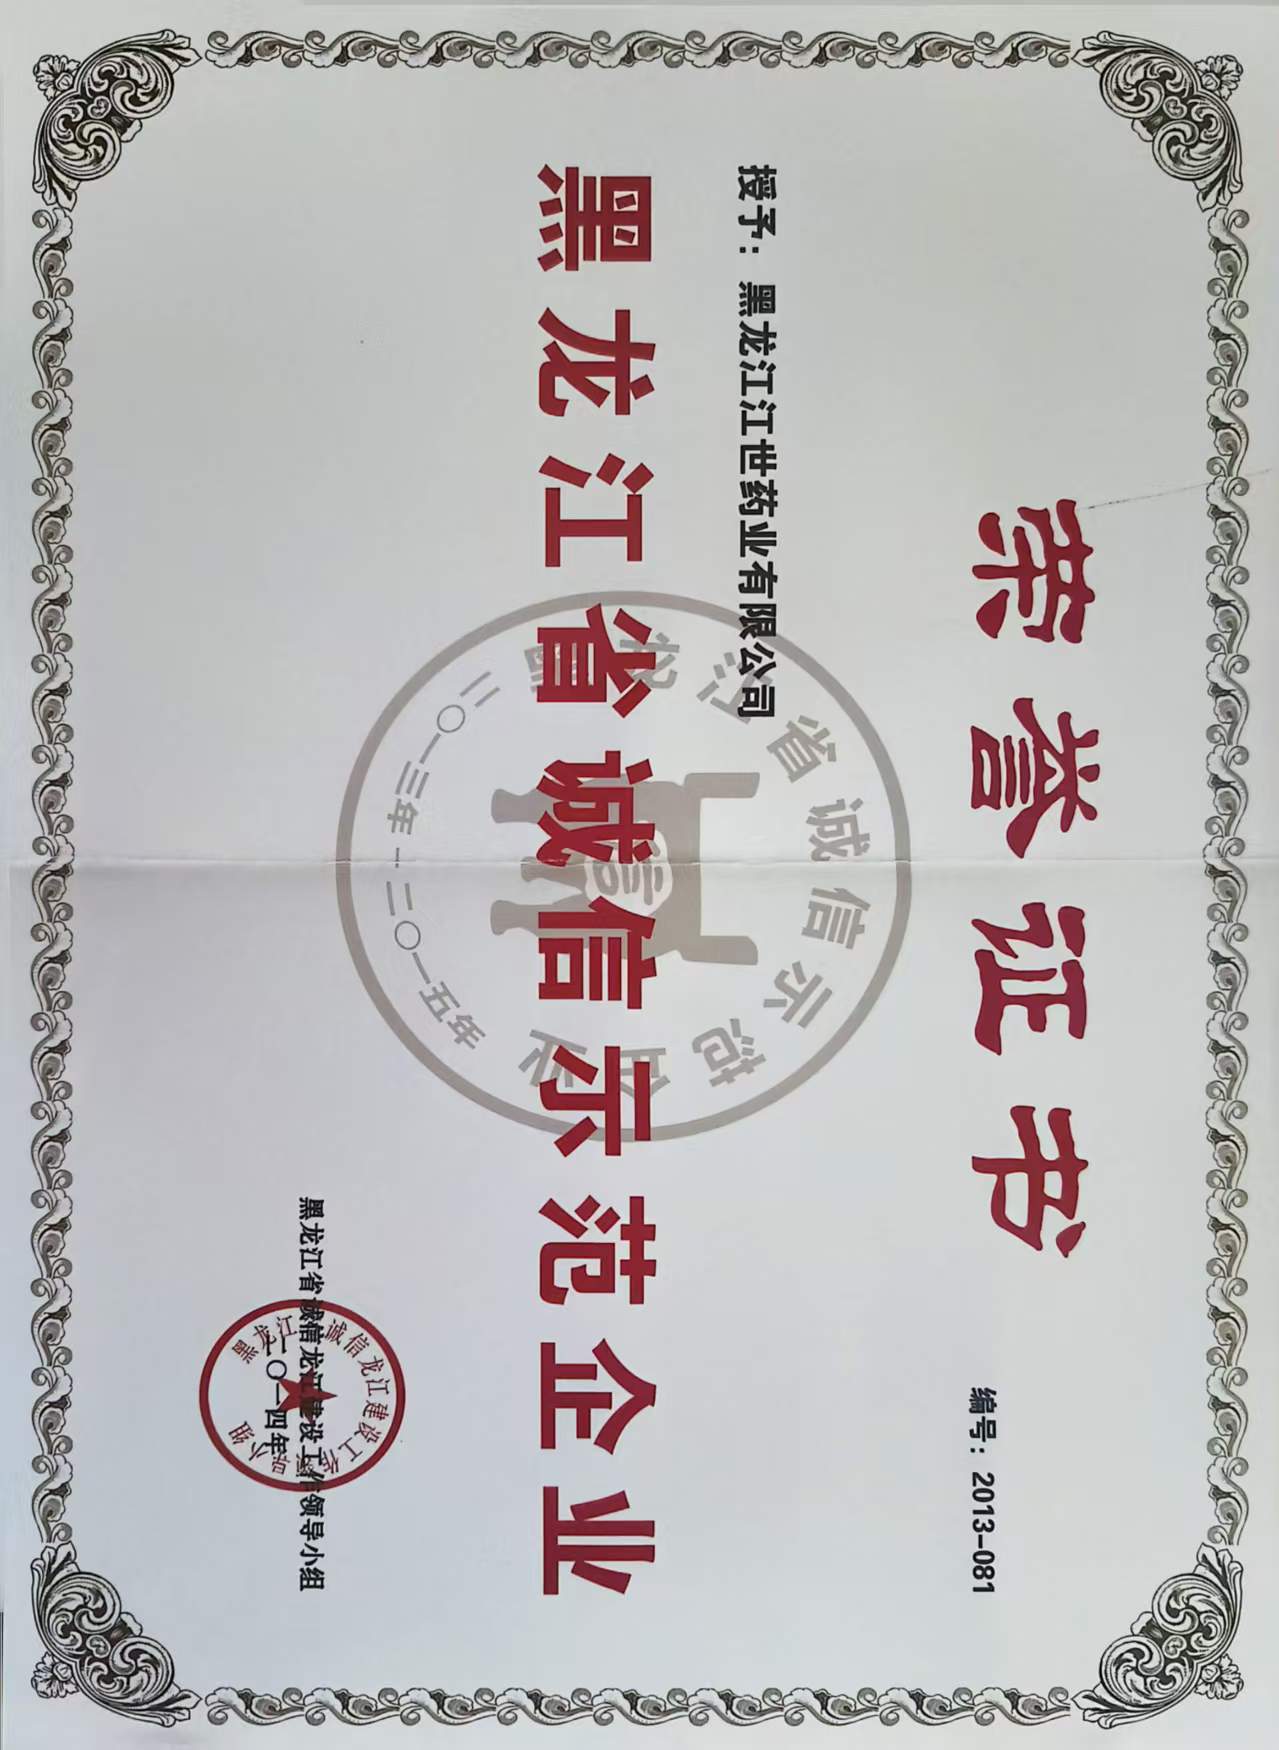 荣誉证书
编号：2013-081
授予：黑龙江江世药业有限公司
黑龙江省诚信示范企业
黑龙江省诚信示范企业
二〇一三年-二〇一五年
信
黑龙江省诚信龙江建设工作领导小组
二〇一四年